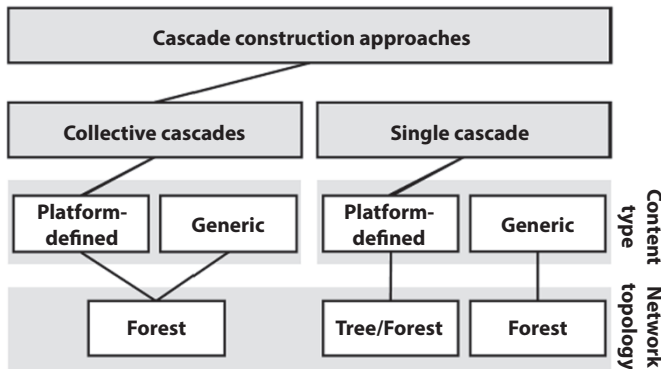 Cascade construction approaches
Collective cascades
Single cascade
Platform-
defined
Generic
Platform-
defined
Generic
Content
type
Forest
Tree/Forest
Forest
Network
topology